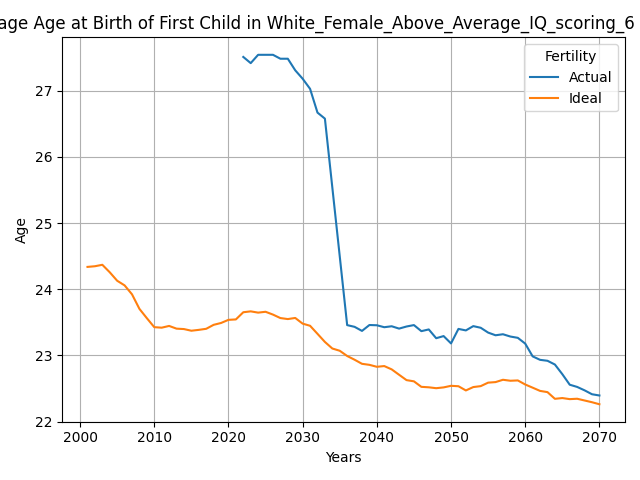 age Age at Birth of First Child in White_Female_Above_Average_IQ_scoring_6
Fertility
Actual
Ideal
27
26
25
24
23
22
Age
2000 2010 2020 2030 2040 2050 2060 2070
Years